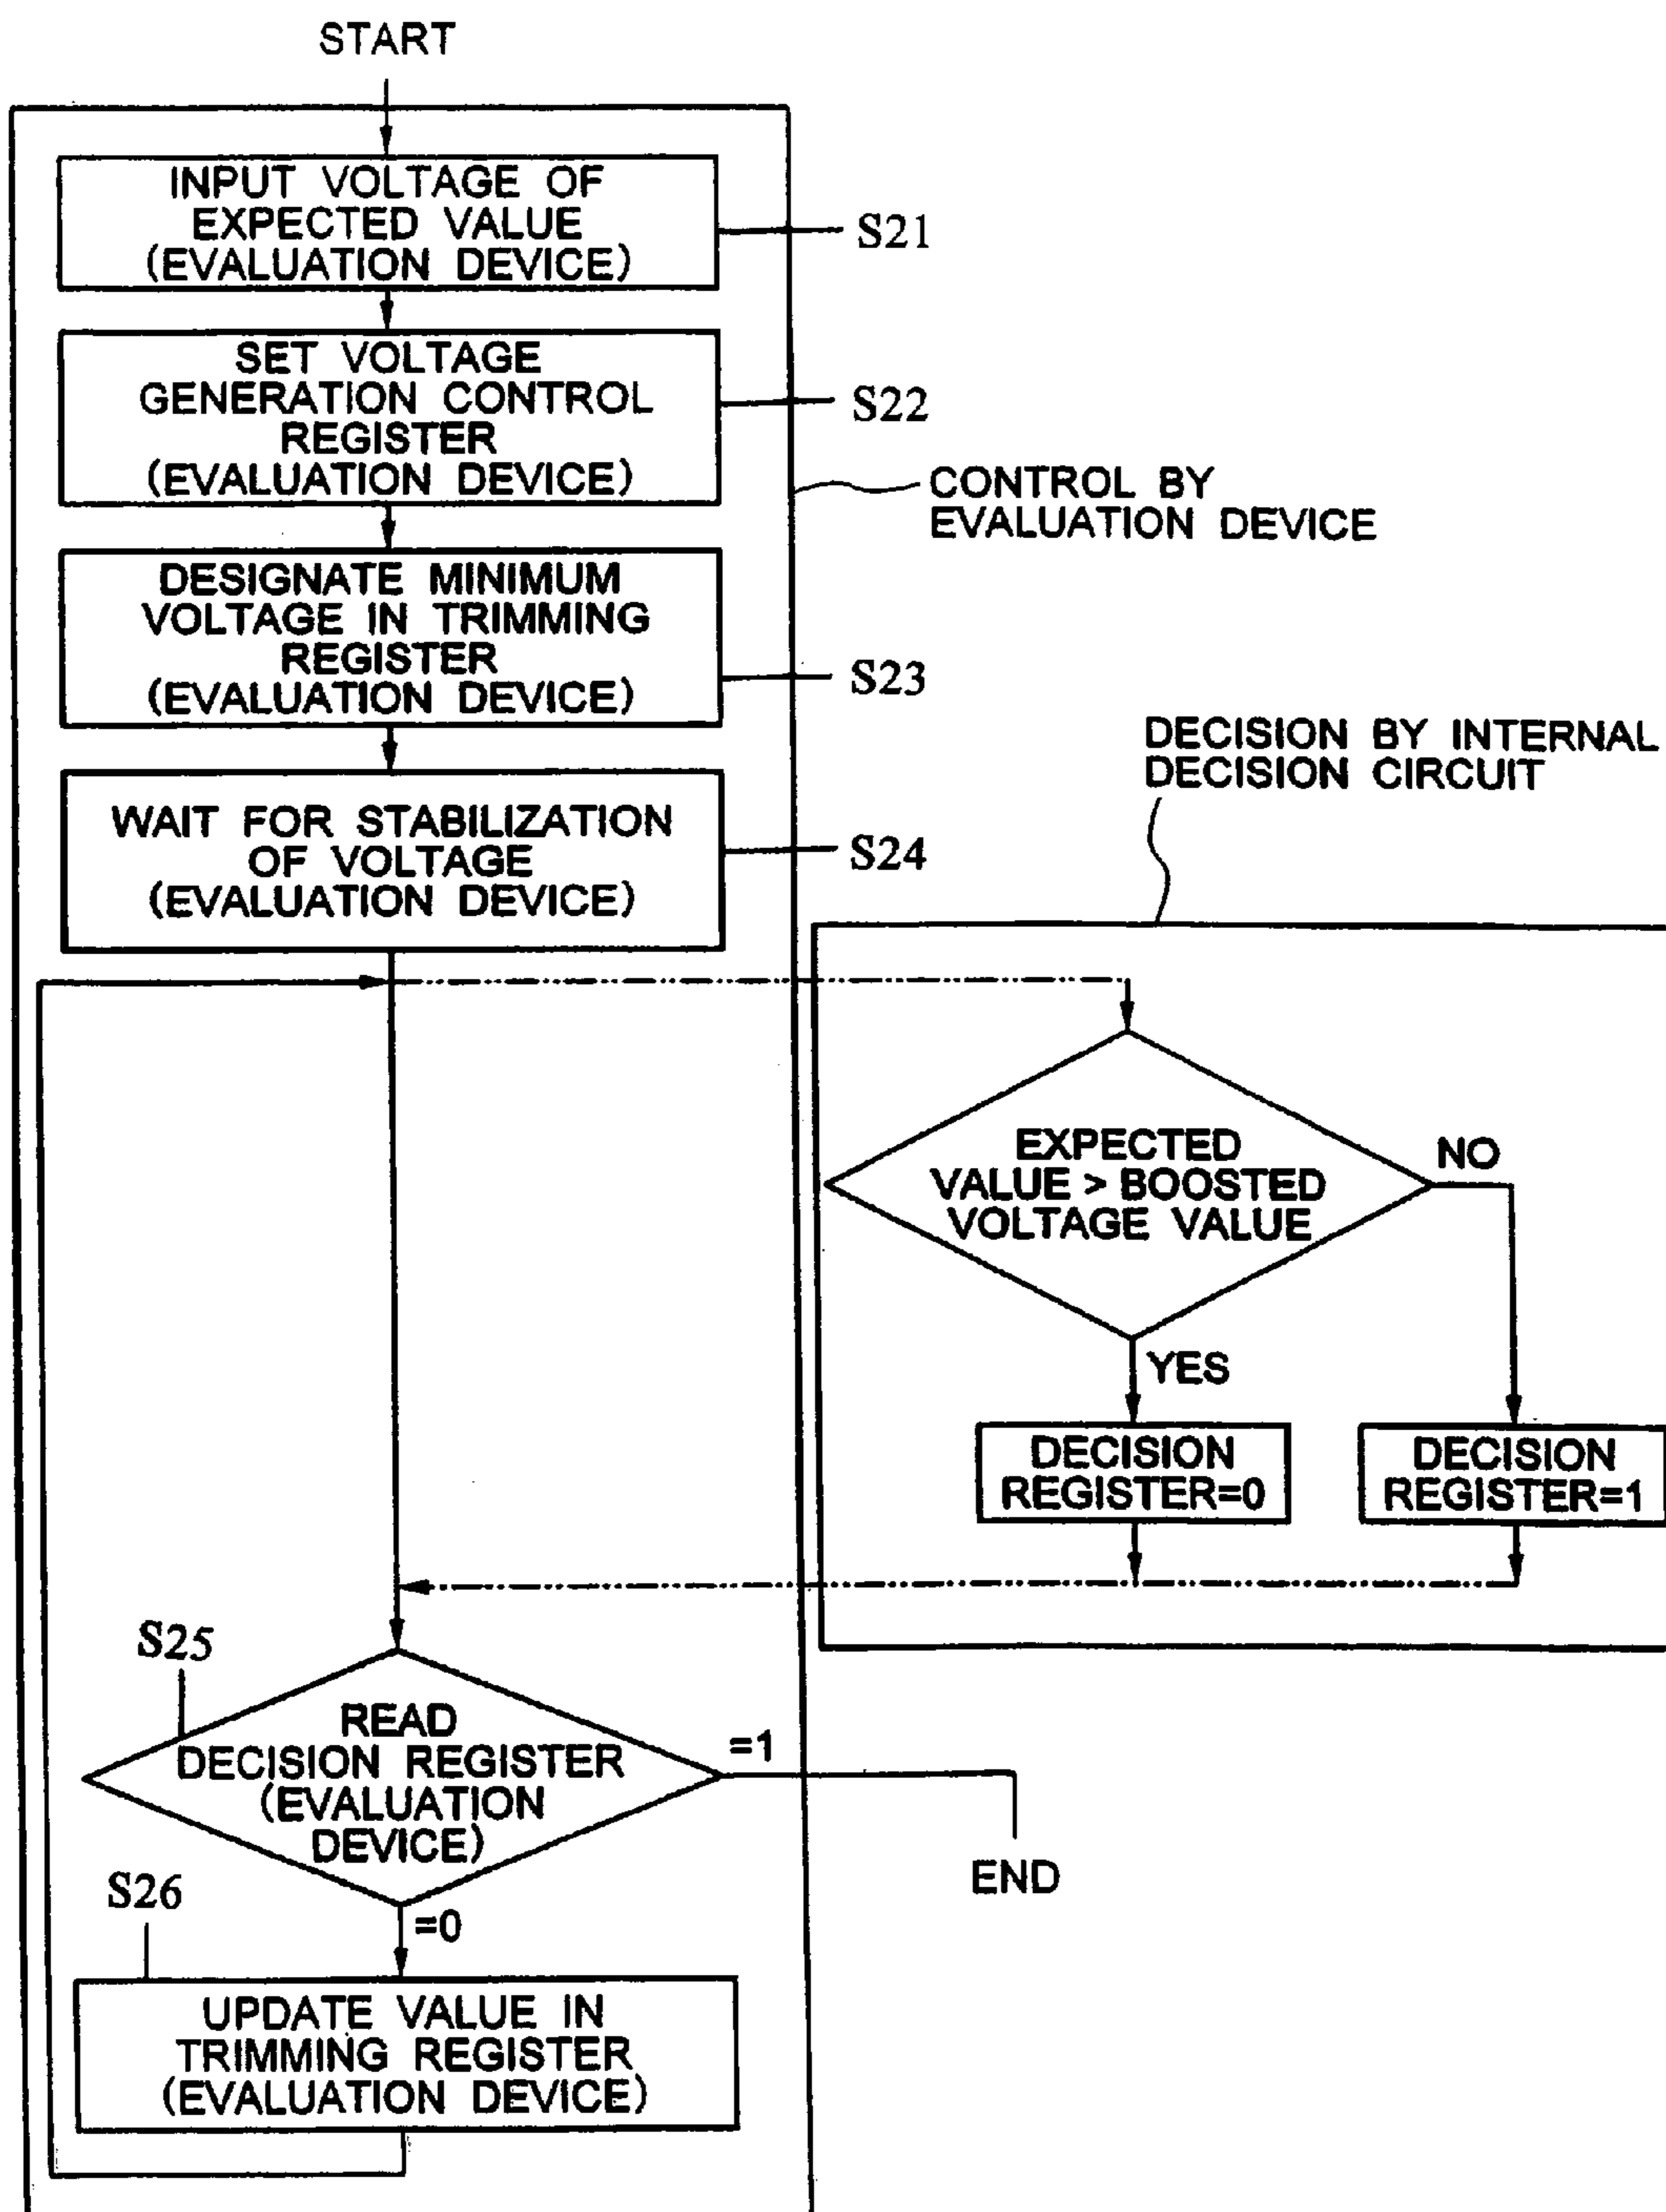 START
INPUT VOLTAGE OF
EXPECTED VALUE
(EVALUATION DEVICE)
S21
SET VOLTAGE
GENERATION CONTROL
REGISTER
(EVALUATION DEVICE)
S22
CONTROL BY
EVALUATION DEVICE
DESIGNATE MINIMUM
VOLTAGE IN TRIMMING
REGISTER
(EVALUATION DEVICE)
S23
WAIT FOR STABILIZATION
OF VOLTAGE
(EVALUATION DEVICE)
S24
DECISION BY INTERNAL
DECISION CIRCUIT
EXPECTED
VALUE > BOOSTED
VOLTAGE VALUE
NO
YES
DECISION
REGISTER=0
DECISION
REGISTER=1
S25
READ
DECISION REGISTER
(EVALUATION
DEVICE)
=1
END
=0
S26
UPDATE VALUE IN
TRIMMING REGISTER
(EVALUATION DEVICE)